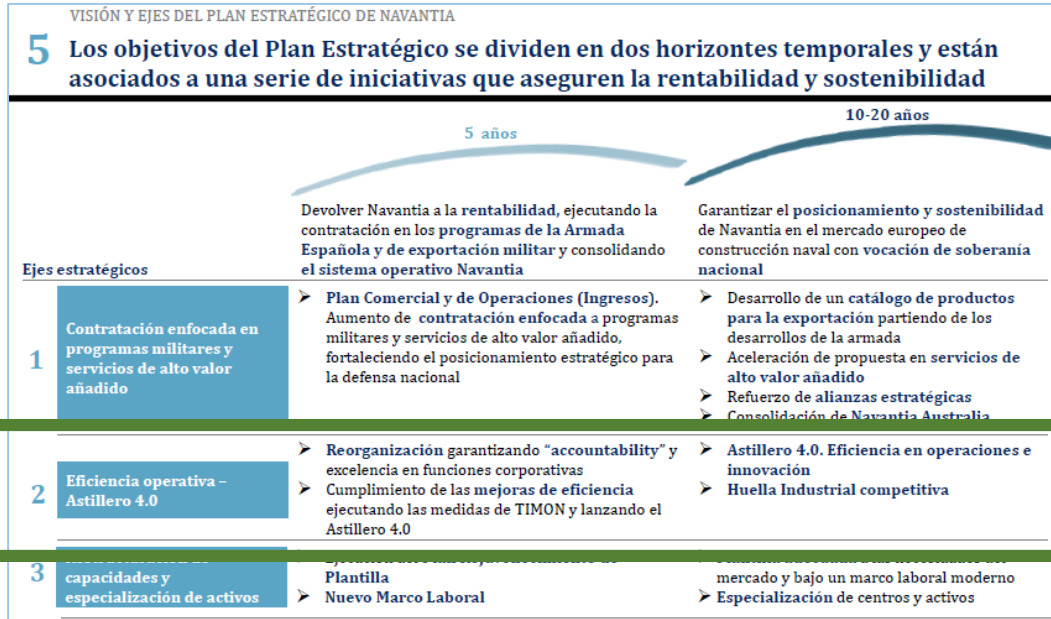 VISIÓN Y EJES DEL PLAN ESTRATÉGICO DE NAVANTIA
5 Los objetivos del Plan Estratégico se dividen en dos horizontes temporales y están
asociados a una serie de iniciativas que aseguren la rentabilidad y sostenibilidad
5 años
10-20 años
Ejes estratégicos
Devolver Navantia a la rentabilidad, ejecutando la
contratación en los programas de la Armada
Española y de exportación militar y consolidando
el sistema operativo Navantia
Garantizar el posicionamiento y sostenibilidad
de Navantia en el mercado europeo de
construcción naval con vocación de soberanía
nacional
1
Contratación enfocada en
programas militares y
servicios de alto valor
añadido
➢ Plan Comercial y de Operaciones (Ingresos).
Aumento de contratación enfocada a programas
militares y servicios de alto valor añadido,
fortaleciendo el posicionamiento estratégico para
la defensa nacional
➢ Desarrollo de un catálogo de productos
para la exportación partiendo de los
desarrollos de la armada
➢ Aceleración de propuesta en servicios de
alto valor añadido
➢ Refuerzo de alianzas estratégicas
➢ Consolidación de Navantia Australia
2
Eficiencia operativa –
Astillero 4.0
➢ Reorganización garantizando “accountability” y
excelencia en funciones corporativas
➢ Cumplimiento de las mejoras de eficiencia
ejecutando las medidas de TIMON y lanzando el
Astillero 4.0
➢ Astillero 4.0. Eficiencia en operaciones e
innovación
➢ Huella Industrial competitiva
3
capacidades y
especialización de activos
Plantilla
➢ Nuevo Marco Laboral
mercado y bajo un marco laboral moderno
➢ Especialización de centros y activos